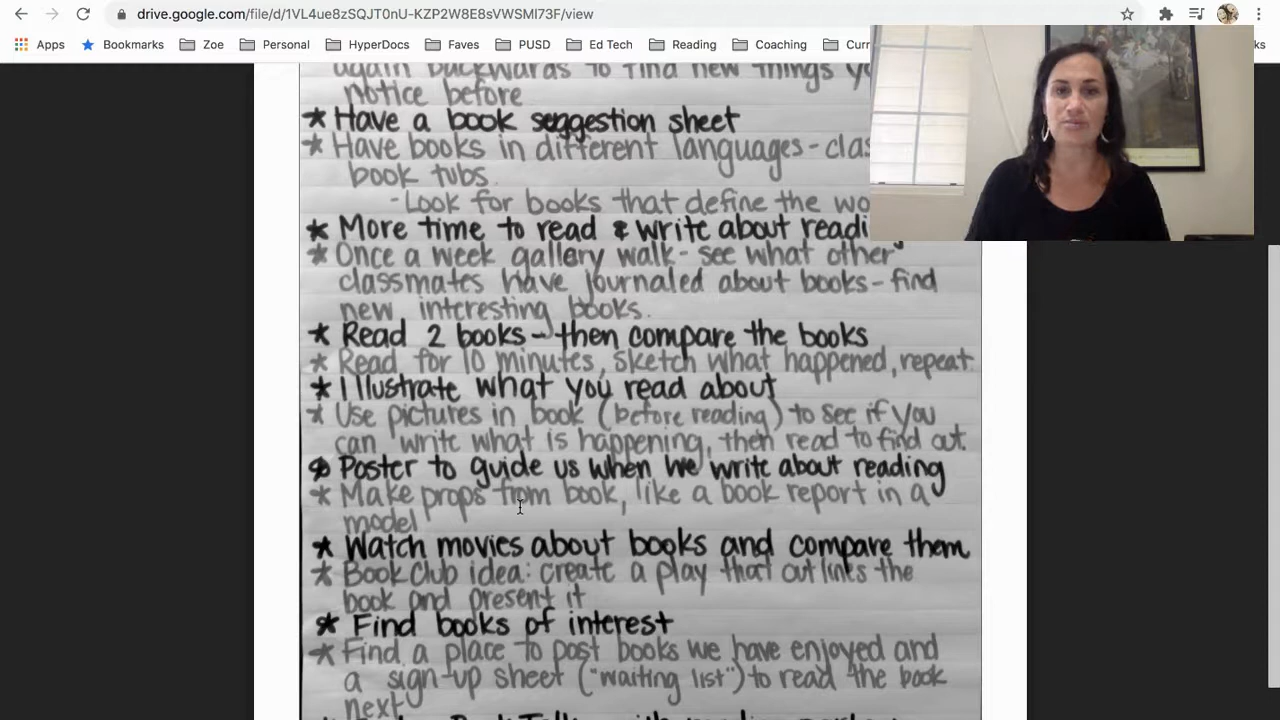 drive.google.com/file/d/1VL4ue8zSQJT0nU-KZP2W8E8sVWSMI73F/view
Apps Bookmarks Zoe Personal HyperDocs Faves PUSD Ed Tech Reading Coaching Curr ks
again backwards to find new things
notice before
* Have a book suggestion sheet
* Have books in different languages - clas
book tubs.
- Look for books that define the wo
* More time to read & write about readi
* Once a week gallery walk - see what other
classmates have journaled about books - find
new interesting books.
* Read 2 books - then compare the books
* Read for 10 minutes, sketch what happened, repeat.
* Illustrate what you read about
* Use pictures in book (before reading) to see if you
can write what is happening, then read to find out.
* Poster to guide us when we write about reading
* Make props from book, like a book report in a
model
* Watch movies about books and compare them
* Book Club idea: create a play that outlines the
book and present it
* Find books of interest
* Find a place to post books we have enjoyed and
a sign-up sheet ("waiting list") to read the book
next